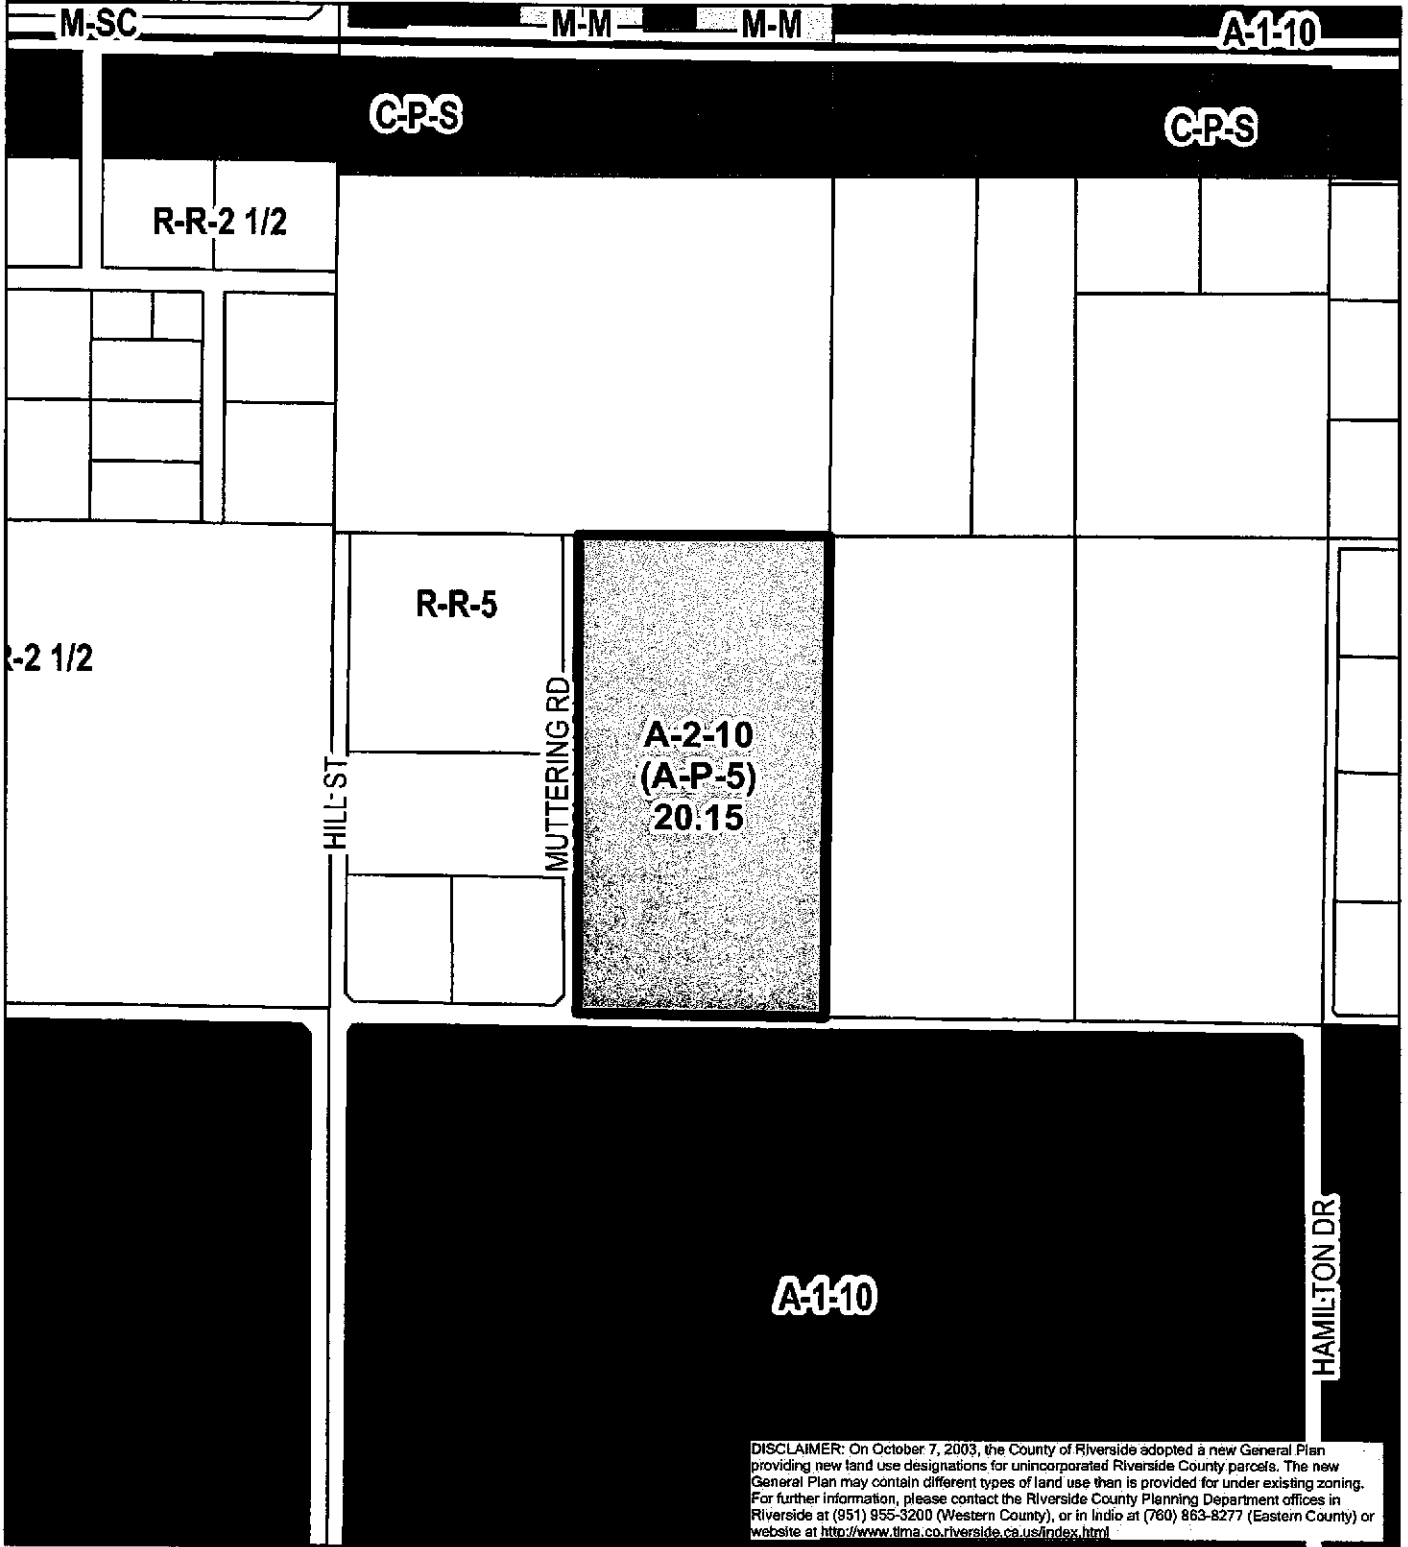 M-SC
M-M
M-M
A-1-10
C-P-S
C-P-S
R-R-2 1/2
R-R-5
-2 1/2
MUTTERING RD
HILL ST
A-2-10
(A-P-5)
20.15
A-1-10
HAMILTON DR
DISCLAIMER: On October 7, 2003, the County of Riverside adopted a new General Plan
providing new land use designations for unincorporated Riverside County parcels. The new
General Plan may contain different types of land use than is provided for under existing zoning.
For further information, please contact the Riverside County Planning Department offices in
Riverside at (951) 955-3200 (Western County), or in Indio at (760) 863-8277 (Eastern County) or
website at http://www.tlma.co.riverside.ca.us/index.html